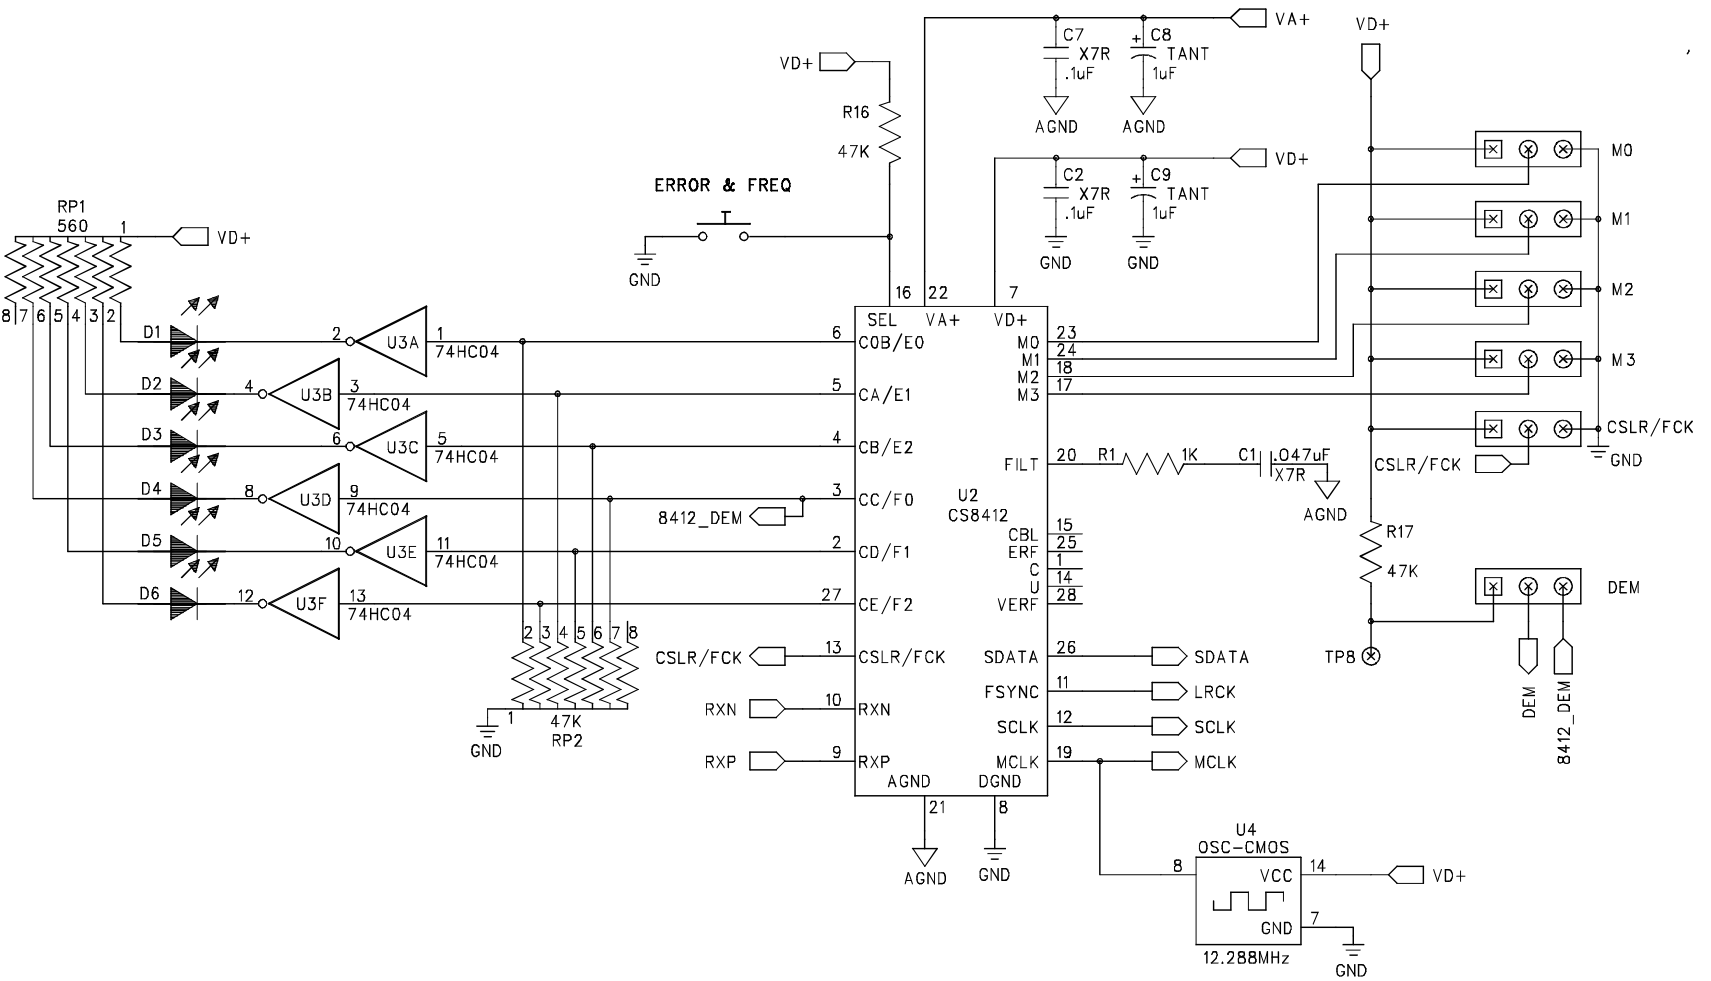 VA+
VD+
C7
X7R
.1uF
AGND
+
C8
TANT
1uF
AGND
VD+
R16
47K
ERROR & FREQ
GND
VD+
C2
X7R
.1uF
GND
+
C9
TANT
1uF
GND
M0
M1
M2
M3
CSLR/FCK
CSLR/FCK
GND
RP1
560
1
VD+
8 7 6 5 4 3 2
D1
2
U3A
1
74HC04
D2
4
U3B
3
74HC04
D3
6
U3C
5
74HC04
D4
8
U3D
9
74HC04
D5
10
U3E
11
74HC04
D6
12
U3F
13
74HC04
2 3 4 5 6 7 8
1
47K
RP2
GND
16
22
7
SEL
VA+
VD+
6
C0B/E0
5
CA/E1
4
CB/E2
3
CC/F0
8412_DEM
2
CD/F1
27
CE/F2
CSLR/FCK
13
CSLR/FCK
RXN
10
RXN
RXP
9
RXP
U2
CS8412
M0
23
M1
24
M2
18
M3
17
FILT
20
R1
1K
C1
.047uF
X7R
AGND
CBL
15
ERF
25
C
1
U
14
VERF
28
SDATA
26
SDATA
FSYNC
11
LRCK
SCLK
12
SCLK
MCLK
19
MCLK
AGND
DGND
21
8
AGND
GND
R17
47K
TP8
DEM
DEM
8412_DEM
U4
OSC-CMOS
8
VCC
14
VD+
GND
7
12.288MHz
GND